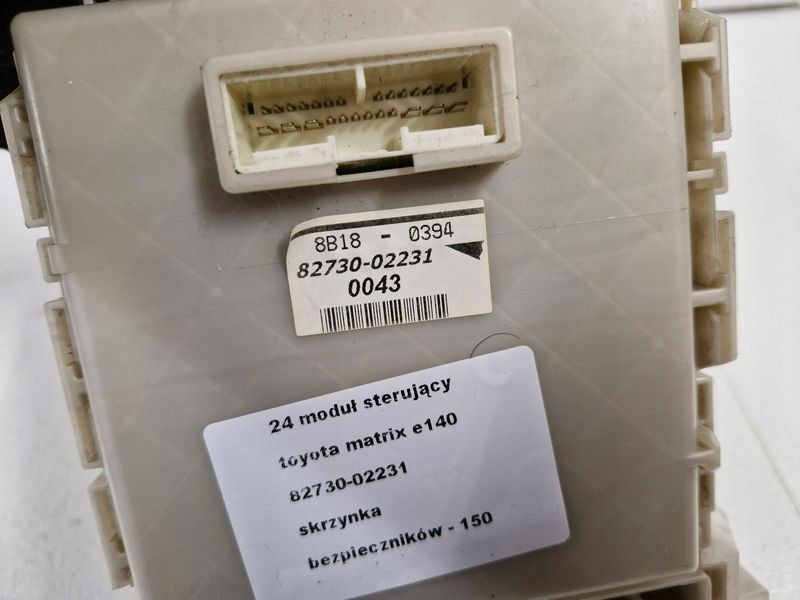 8B18 - 0394
82730-02231
0043
24 moduł sterujący
toyota matrix e140
82730-02231
skrzynka
bezpieczników - 150